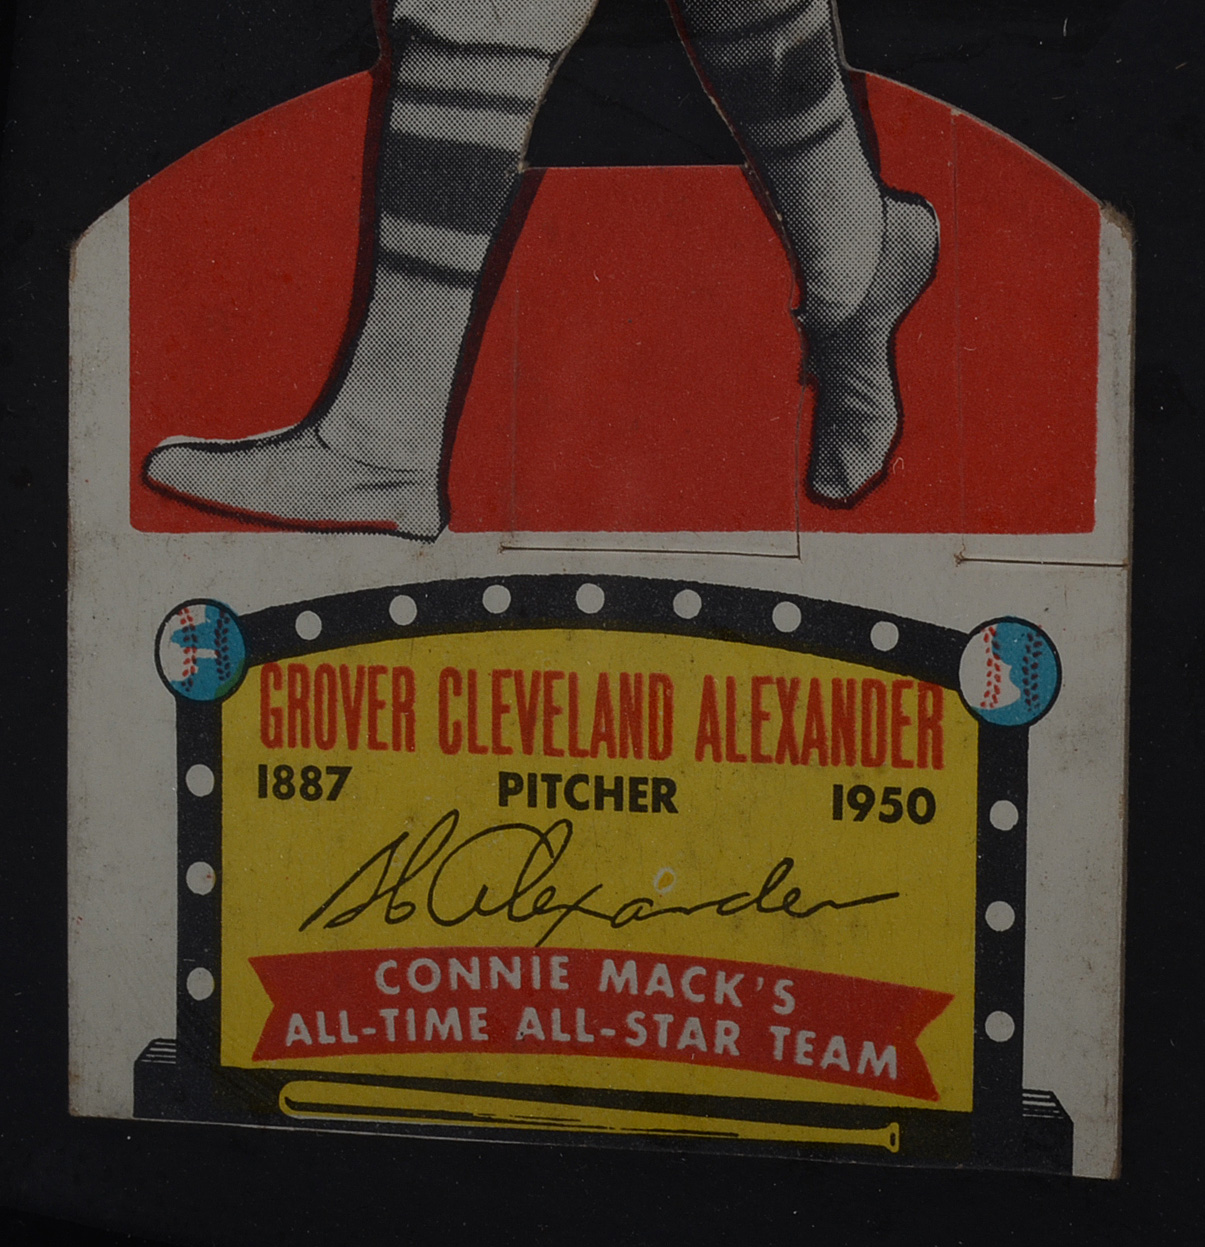 GROVER CLEVELAND ALEXANDER
1887 PITCHER 1950
G C Alexander
CONNIE MACK'S
ALL-TIME ALL-STAR TEAM